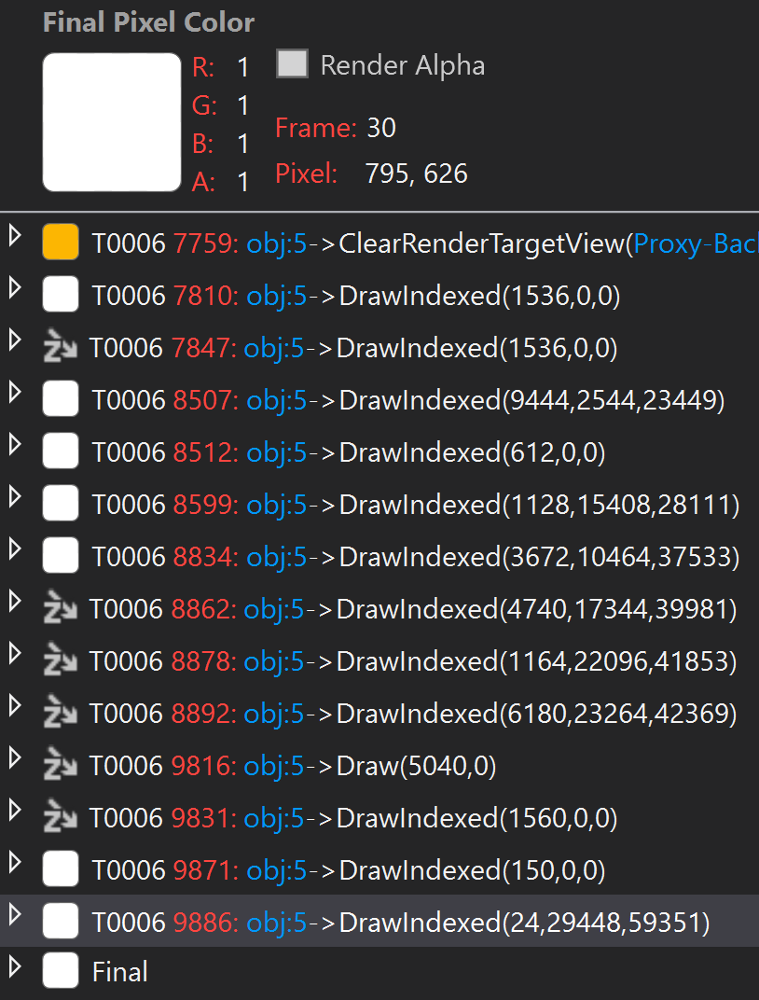 Final Pixel Color
R: 1 Render Alpha
G: 1
Frame: 30
B: 1
Pixel: 795, 626
A: 1
T0006 7759: obj:5->ClearRenderTargetView(Proxy-Bac
T0006 7810: obj:5->DrawIndexed(1536,0,0)
T0006 7847: obj:5->DrawIndexed(1536,0,0)
T0006 8507: obj:5->DrawIndexed(9444,2544,23449)
T0006 8512: obj:5->DrawIndexed(612,0,0)
T0006 8599: obj:5->DrawIndexed(1128,15408,28111)
T0006 8834: obj:5->DrawIndexed(3672,10464,37533)
T0006 8862: obj:5->DrawIndexed(4740,17344,39981)
T0006 8878: obj:5->DrawIndexed(1164,22096,41853)
T0006 8892: obj:5->DrawIndexed(6180,23264,42369)
T0006 9816: obj:5->Draw(5040,0)
T0006 9831: obj:5->DrawIndexed(1560,0,0)
T0006 9871: obj:5->DrawIndexed(150,0,0)
T0006 9886: obj:5->DrawIndexed(24,29448,59351)
Final